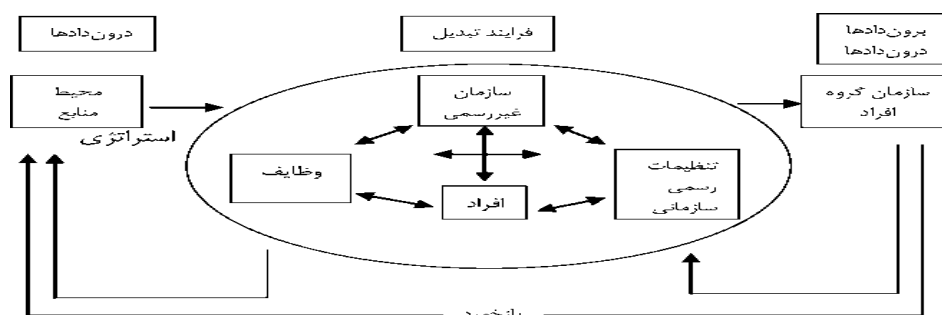 درون‌دادها
فرایند تبدیل
برون‌دادها
درون‌دادها
محیط
منابع
استراتژی
سازمان
غیررسمی
وظایف
افراد
تنظیمات
رسمی
سازمانی
سازمان گروه
افراد